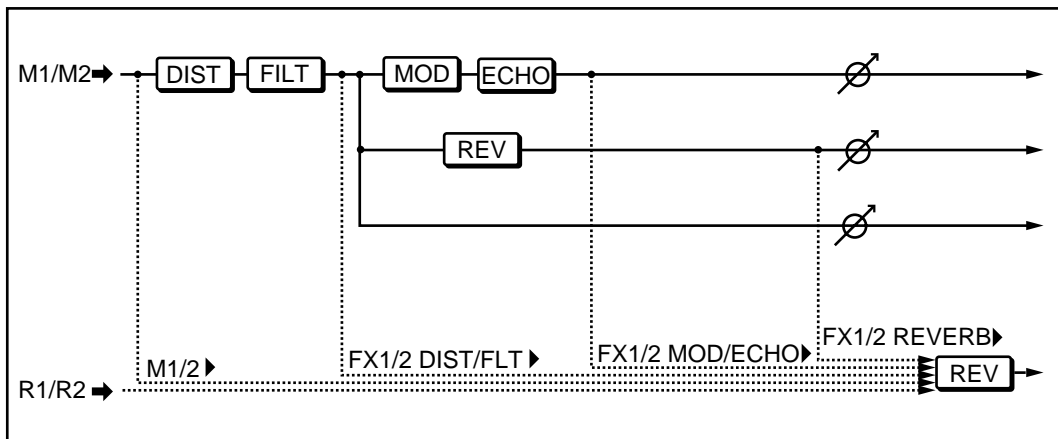 M1/M2
DIST
FILT
MOD
ECHO
REV
FX1/2 REVERB
M1/2
FX1/2 DIST/FLT
FX1/2 MOD/ECHO
R1/R2
REV